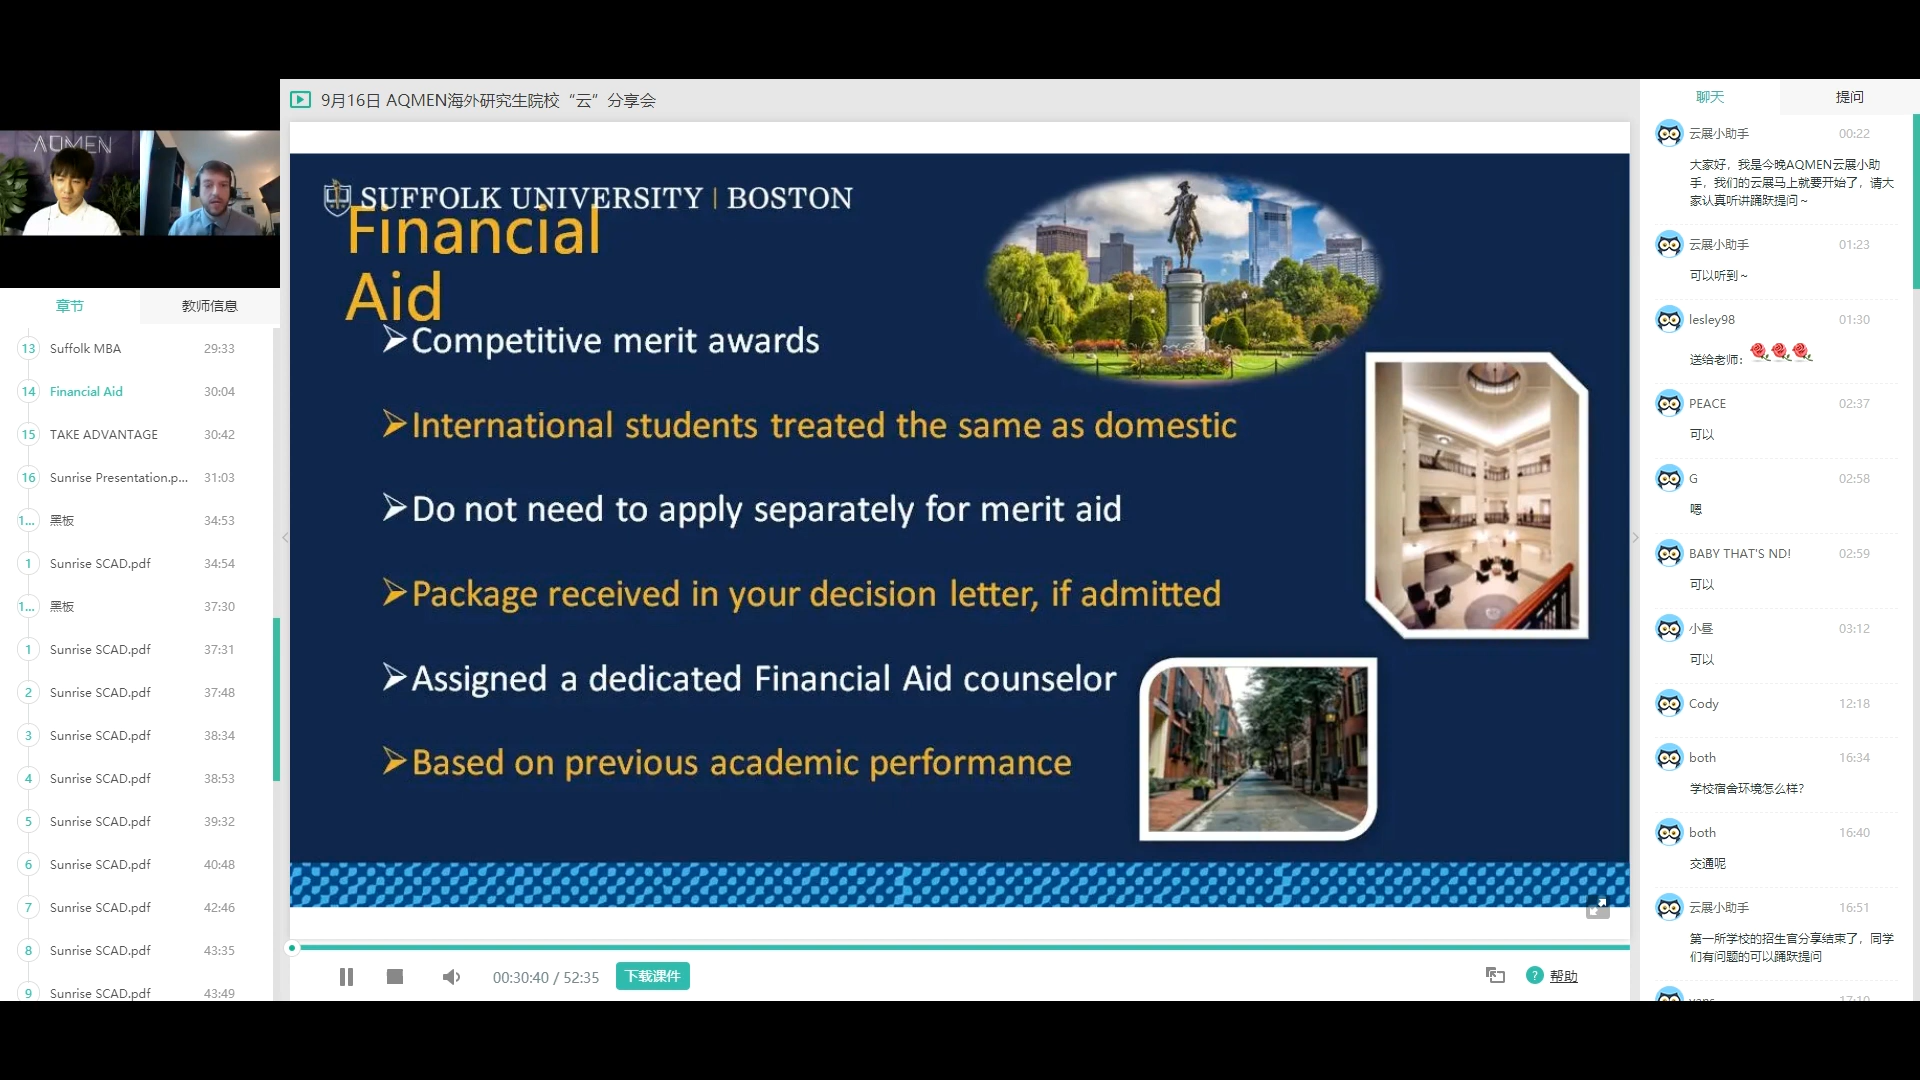 9月16日 AQMEN海外研究生院校“云”分享会
AQMEN
章节
教师信息
13 Suffolk MBA 29:33
14 Financial Aid 30:04
15 TAKE ADVANTAGE 30:42
16 Sunrise Presentation.p... 31:03
1... 黑板 34:53
1 Sunrise SCAD.pdf 34:54
1... 黑板 37:30
1 Sunrise SCAD.pdf 37:31
2 Sunrise SCAD.pdf 37:48
3 Sunrise SCAD.pdf 38:34
4 Sunrise SCAD.pdf 38:53
5 Sunrise SCAD.pdf 39:32
6 Sunrise SCAD.pdf 40:48
7 Sunrise SCAD.pdf 42:46
8 Sunrise SCAD.pdf 43:35
9 Sunrise SCAD.pdf 43:49
SUFFOLK UNIVERSITY | BOSTON
Financial
Aid
➢Competitive merit awards
➢International students treated the same as domestic
➢Do not need to apply separately for merit aid
➢Package received in your decision letter, if admitted
➢Assigned a dedicated Financial Aid counselor
➢Based on previous academic performance
00:30:40 / 52:35
下载课件
? 帮助
聊天
提问
云展小助手 00:22
大家好，我是今晚AQMEN云展小助
手，我们的云展马上就要开始了，请大
家认真听讲踊跃提问～
云展小助手 01:23
可以听到～
lesley98 01:30
送给老师：
PEACE 02:37
可以
G 02:58
嗯
BABY THAT'S ND! 02:59
可以
小昼 03:12
可以
Cody 12:18
both 16:34
学校宿舍环境怎么样?
both 16:40
交通呢
云展小助手 16:51
第一所学校的招生官分享结束了，同学
们有问题的可以踊跃提问